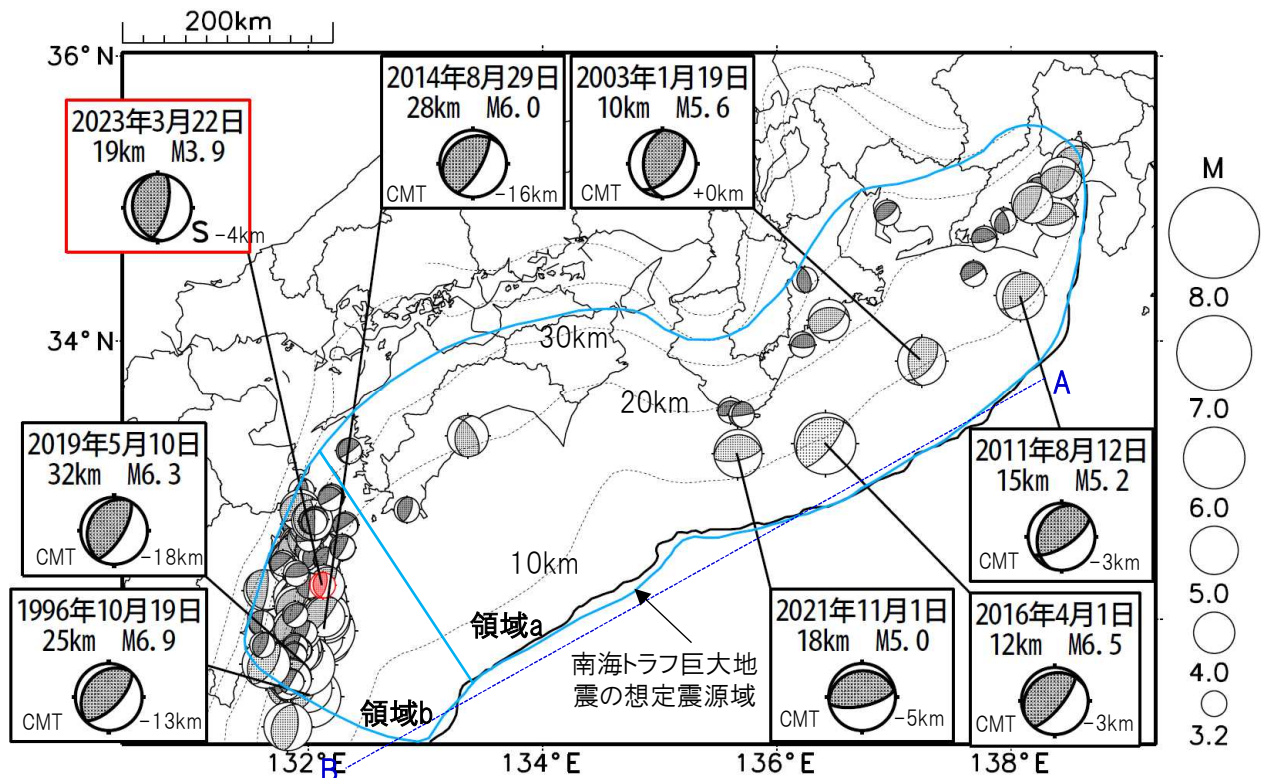 200km
36°N
34°N
2023年3月22日
19km M3.9
S -4km
2014年8月29日
28km M6.0
CMT -16km
2003年1月19日
10km M5.6
CMT +0km
M
8.0
7.0
6.0
5.0
4.0
3.2
30km
20km
10km
A
2019年5月10日
32km M6.3
CMT -18km
2011年8月12日
15km M5.2
CMT -3km
1996年10月19日
25km M6.9
CMT -13km
領域a
領域b
南海トラフ巨大地
震の想定震源域
2021年11月1日
18km M5.0
CMT -5km
2016年4月1日
12km M6.5
CMT -3km
132°E
134°E
136°E
138°E
B